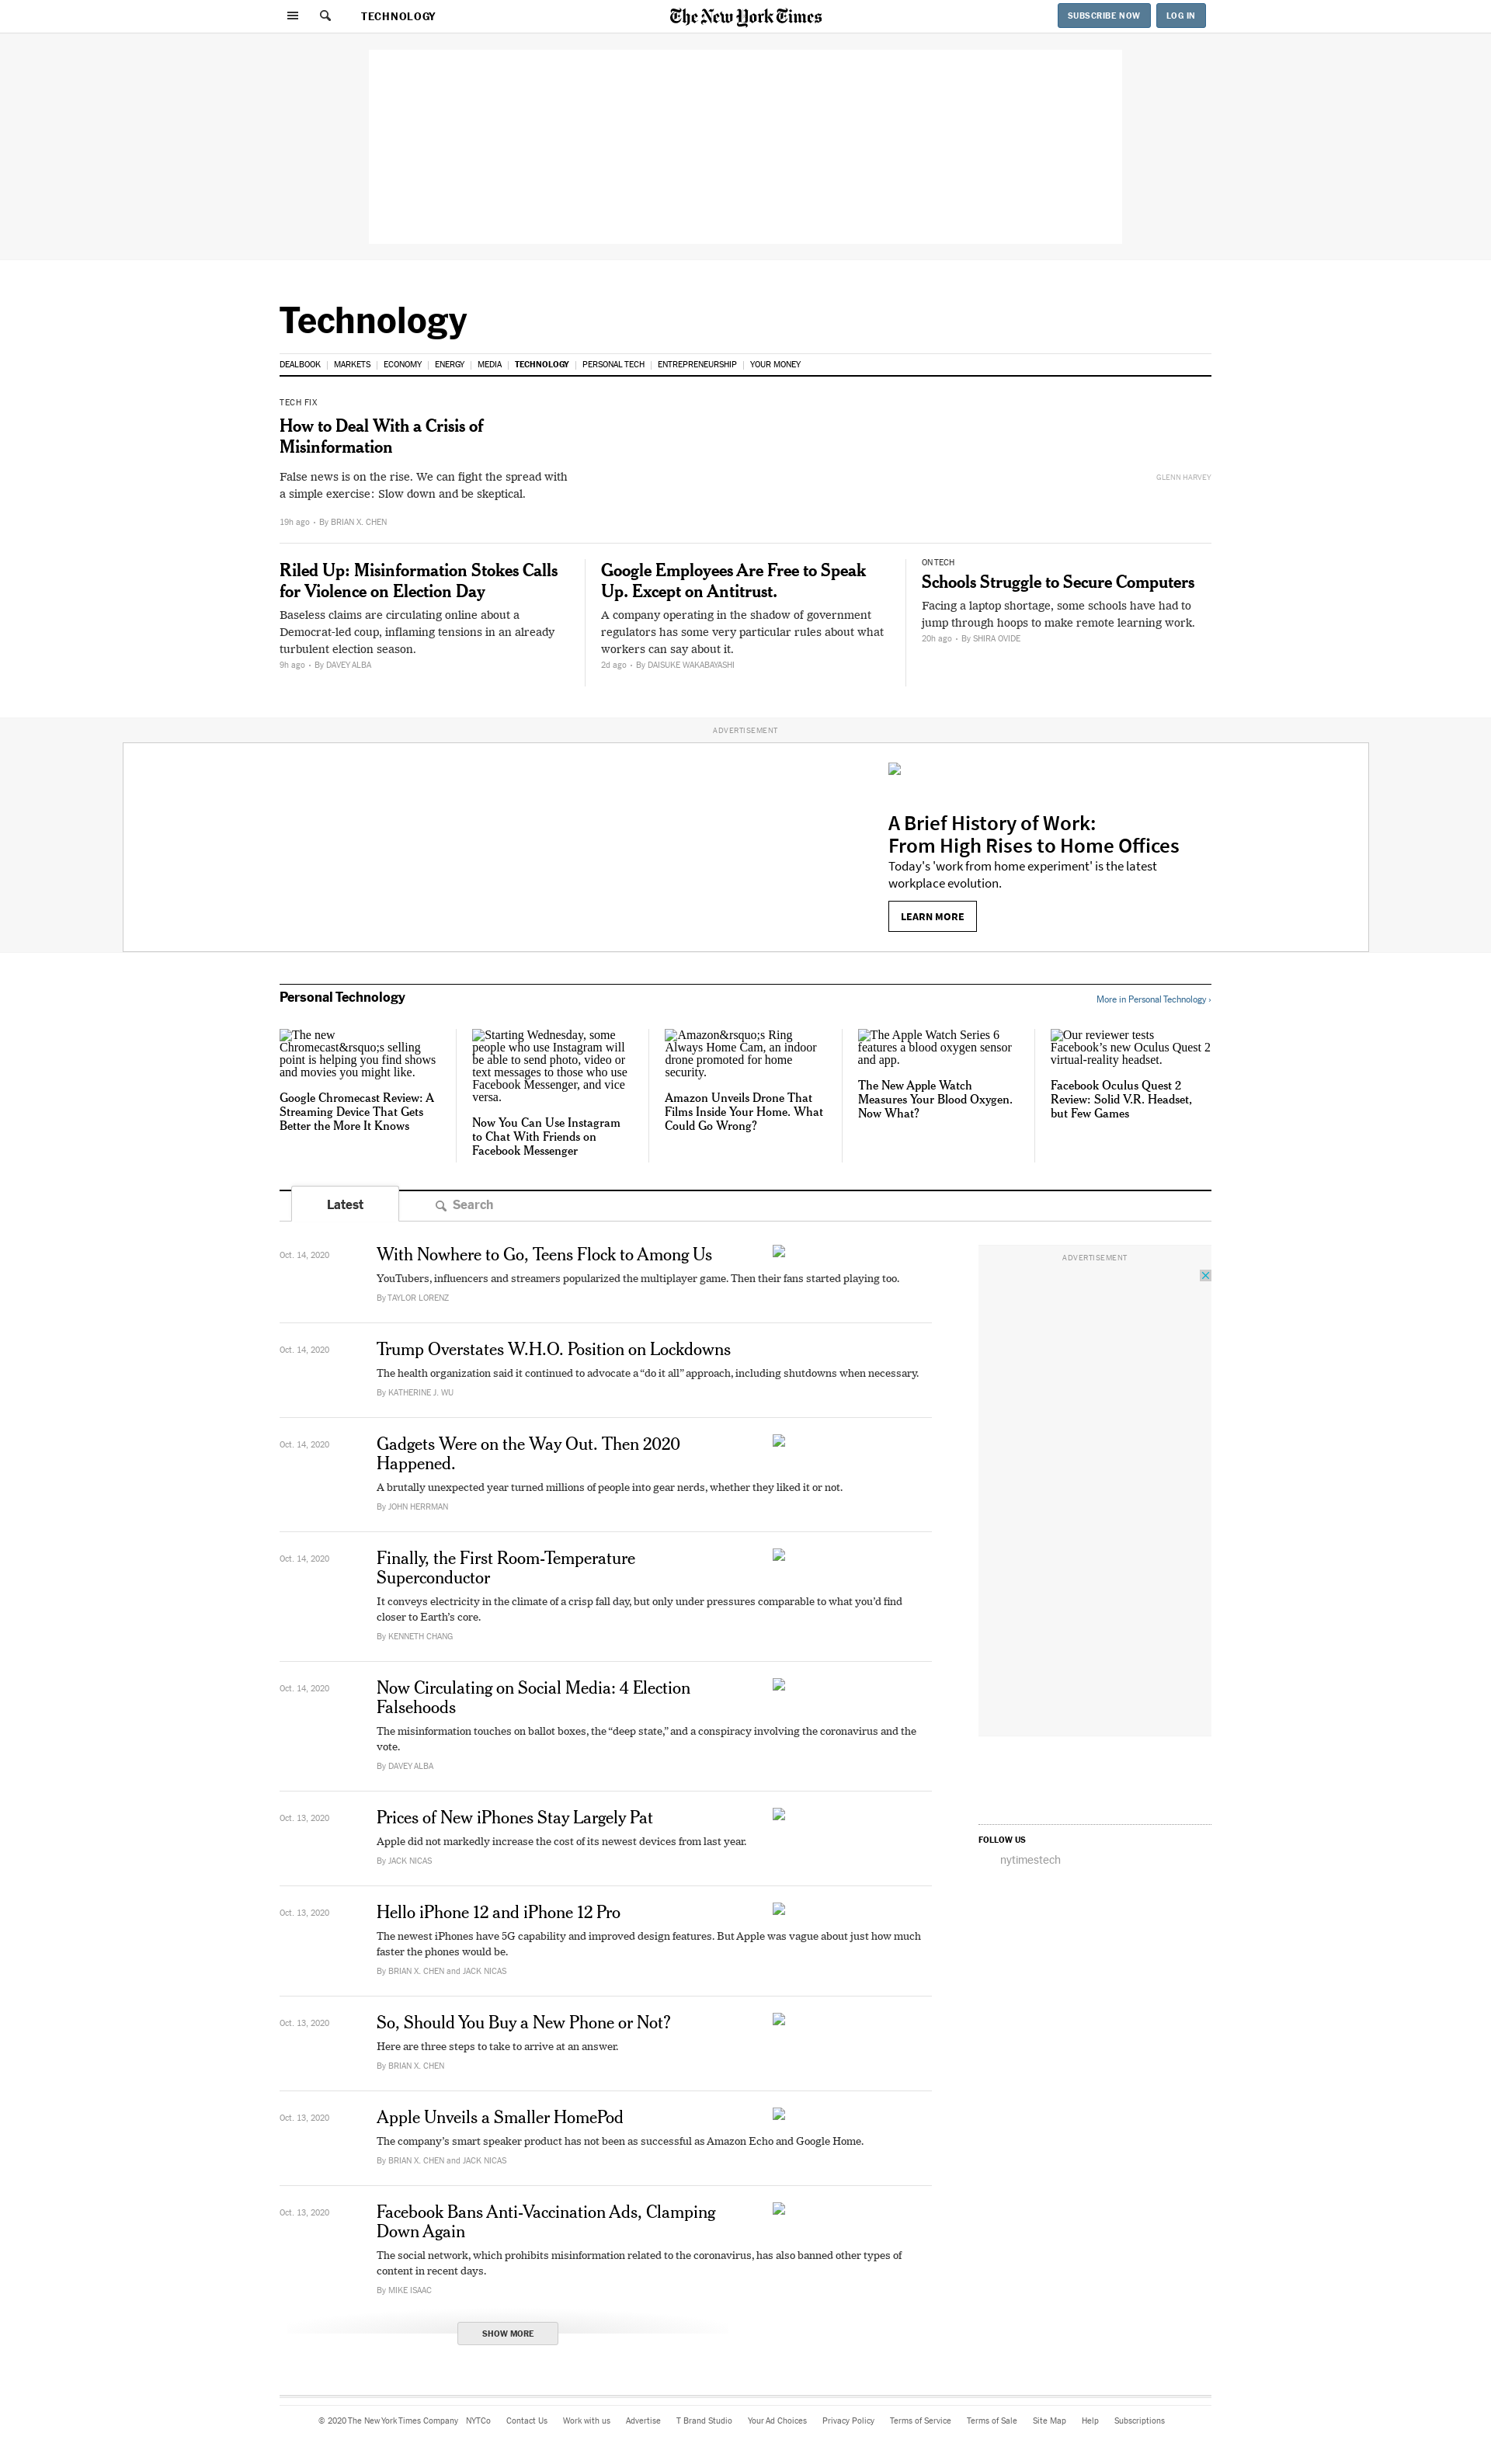 TECHNOLOGY
The New York Times
SUBSCRIBE NOW
LOG IN
Technology
DEALBOOK | MARKETS | ECONOMY | ENERGY | MEDIA | TECHNOLOGY | PERSONAL TECH | ENTREPRENEURSHIP | YOUR MONEY
TECH FIX
How to Deal With a Crisis of
Misinformation
False news is on the rise. We can fight the spread with
a simple exercise: Slow down and be skeptical.
GLENN HARVEY
19h ago • By BRIAN X. CHEN
Riled Up: Misinformation Stokes Calls
for Violence on Election Day
Baseless claims are circulating online about a
Democrat-led coup, inflaming tensions in an already
turbulent election season.
9h ago • By DAVEY ALBA
Google Employees Are Free to Speak
Up. Except on Antitrust.
A company operating in the shadow of government
regulators has some very particular rules about what
workers can say about it.
2d ago • By DAISUKE WAKABAYASHI
ON TECH
Schools Struggle to Secure Computers
Facing a laptop shortage, some schools have had to
jump through hoops to make remote learning work.
20h ago • By SHIRA OVIDE
ADVERTISEMENT
A Brief History of Work:
From High Rises to Home Offices
Today's 'work from home experiment' is the latest
workplace evolution.
LEARN MORE
Personal Technology
More in Personal Technology ›
The new
Chromecast&rsquo;s selling
point is helping you find shows
and movies you might like.
Google Chromecast Review: A
Streaming Device That Gets
Better the More It Knows
Starting Wednesday, some
people who use Instagram will
be able to send photo, video or
text messages to those who use
Facebook Messenger, and vice
versa.
Now You Can Use Instagram
to Chat With Friends on
Facebook Messenger
Amazon&rsquo;s Ring
Always Home Cam, an indoor
drone promoted for home
security.
Amazon Unveils Drone That
Films Inside Your Home. What
Could Go Wrong?
The Apple Watch Series 6
features a blood oxygen sensor
and app.
The New Apple Watch
Measures Your Blood Oxygen.
Now What?
Our reviewer tests
Facebook's new Oculus Quest 2
virtual-reality headset.
Facebook Oculus Quest 2
Review: Solid V.R. Headset,
but Few Games
Latest
Search
Oct. 14, 2020
With Nowhere to Go, Teens Flock to Among Us
YouTubers, influencers and streamers popularized the multiplayer game. Then their fans started playing too.
By TAYLOR LORENZ
Oct. 14, 2020
Trump Overstates W.H.O. Position on Lockdowns
The health organization said it continued to advocate a “do it all” approach, including shutdowns when necessary.
By KATHERINE J. WU
Oct. 14, 2020
Gadgets Were on the Way Out. Then 2020
Happened.
A brutally unexpected year turned millions of people into gear nerds, whether they liked it or not.
By JOHN HERRMAN
Oct. 14, 2020
Finally, the First Room-Temperature
Superconductor
It conveys electricity in the climate of a crisp fall day, but only under pressures comparable to what you’d find
closer to Earth’s core.
By KENNETH CHANG
Oct. 14, 2020
Now Circulating on Social Media: 4 Election
Falsehoods
The misinformation touches on ballot boxes, the “deep state,” and a conspiracy involving the coronavirus and the
vote.
By DAVEY ALBA
Oct. 13, 2020
Prices of New iPhones Stay Largely Pat
Apple did not markedly increase the cost of its newest devices from last year.
By JACK NICAS
Oct. 13, 2020
Hello iPhone 12 and iPhone 12 Pro
The newest iPhones have 5G capability and improved design features. But Apple was vague about just how much
faster the phones would be.
By BRIAN X. CHEN and JACK NICAS
Oct. 13, 2020
So, Should You Buy a New Phone or Not?
Here are three steps to take to arrive at an answer.
By BRIAN X. CHEN
Oct. 13, 2020
Apple Unveils a Smaller HomePod
The company’s smart speaker product has not been as successful as Amazon Echo and Google Home.
By BRIAN X. CHEN and JACK NICAS
Oct. 13, 2020
Facebook Bans Anti-Vaccination Ads, Clamping
Down Again
The social network, which prohibits misinformation related to the coronavirus, has also banned other types of
content in recent days.
By MIKE ISAAC
SHOW MORE
ADVERTISEMENT
FOLLOW US
nytimestech
© 2020 The New York Times Company NYTCo Contact Us Work with us Advertise T Brand Studio Your Ad Choices Privacy Policy Terms of Service Terms of Sale Site Map Help Subscriptions